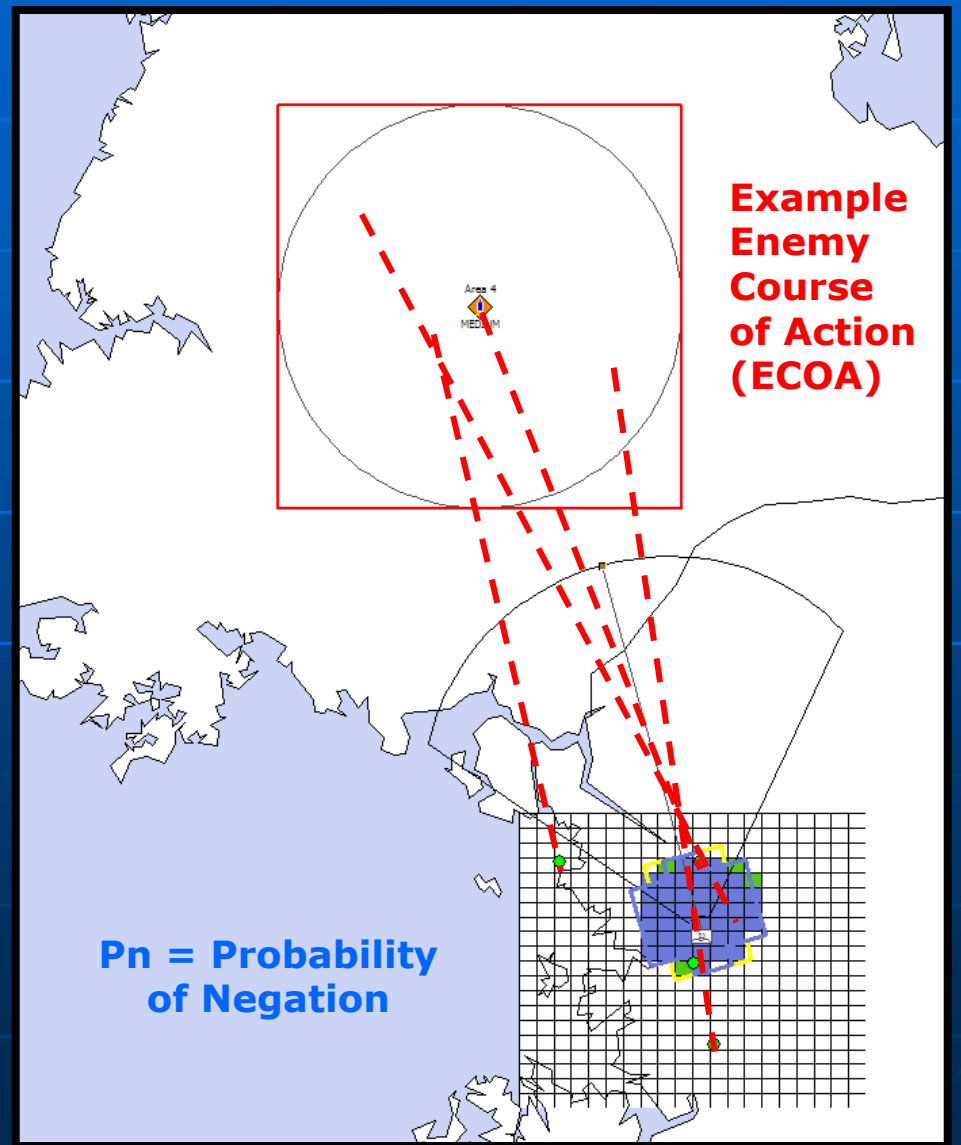 Example
Enemy
Course
of Action
(ECOA)
Area 4
MEDIUM
Pn = Probability
of Negation